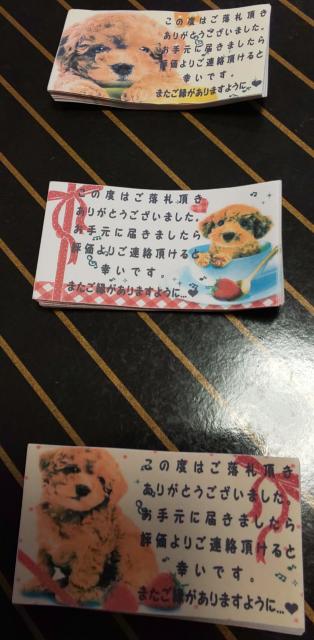 この度はご落札頂き
ありがとうございました。
お手元に届きましたら
評価よりご連絡頂けると
幸いです。
またご縁がありますように…♥
この度はご落札頂き
ありがとうございました。
お手元に届きましたら
評価よりご連絡頂けると
幸いです。
またご縁がありますように…♥
この度はご落札頂き
ありがとうございました。
お手元に届きましたら
評価よりご連絡頂けると
幸いです。
またご縁がありますように…♥